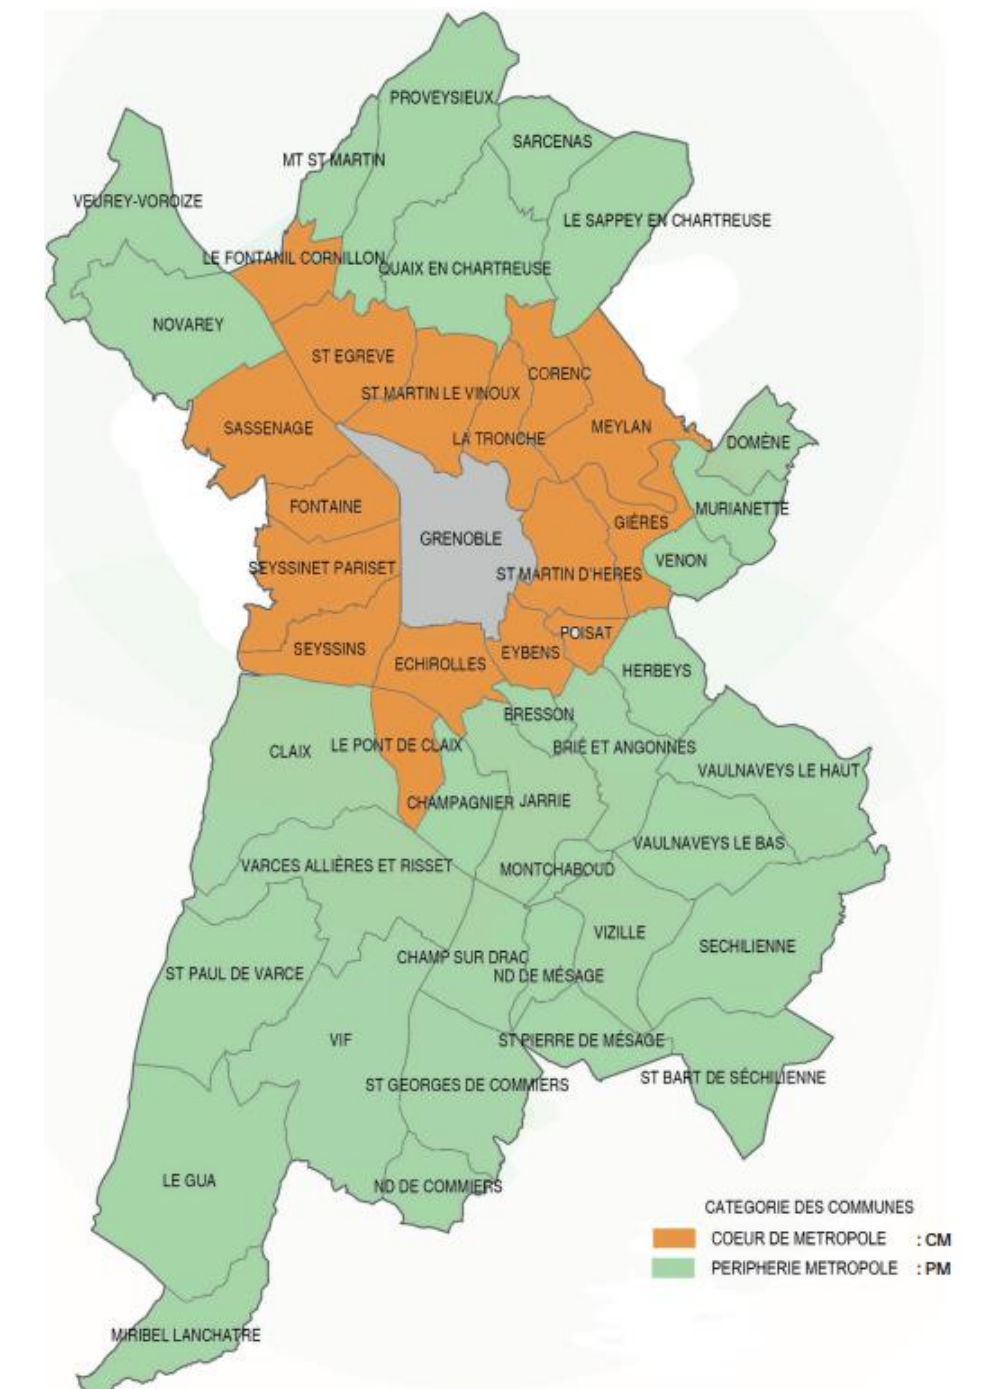 PROVEYSIEUX
SARCENAS
MT ST MARTIN
VEUREY-VOROIZE
LE SAPPEY EN CHARTREUSE
LE FONTANIL CORNILLON
QUAIX EN CHARTREUSE
NOVAREY
ST EGREVE
CORENC
ST MARTIN LE VINOUX
SASSENAGE
MEYLAN
LA TRONCHE
DOMÈNE
FONTAINE
MURIANETTE
GIÈRES
GRENOBLE
VENON
SEYSSINET PARISET
ST MARTIN D'HERES
POISAT
SEYSSINS
EYBENS
ECHIROLLES
HERBEYS
BRESSON
CLAIX
LE PONT DE CLAIX
BRIÉ ET ANGONNES
VAULNAVEYS LE HAUT
CHAMPAGNIER
JARRIE
VAULNAVEYS LE BAS
VARCES ALLIÈRES ET RISSET
MONTCHABOUD
VIZILLE
SECHILIENNE
CHAMP SUR DRAC
ST PAUL DE VARCE
ND DE MÉSAGE
VIF
ST PIERRE DE MÉSAGE
ST BART DE SÉCHILIENNE
ST GEORGES DE COMMIERS
LE GUA
ND DE COMMIERS
CATEGORIE DES COMMUNES
COEUR DE METROPOLE : CM
PERIPHERIE METROPOLE : PM
MIRIBEL LANCHATRE